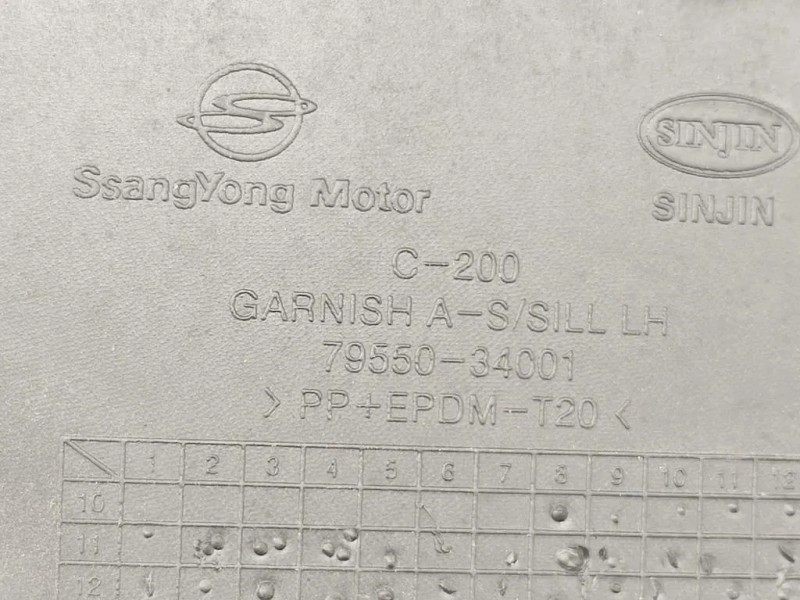 SINJIN
SsangYong Motor
SINJIN
C-200
GARNISH A-S/SILL LH
79550-34001
> PP+EPDM-T20 <
1 2 3 4 5 6 7 8 9 10 11 12
10
11
12